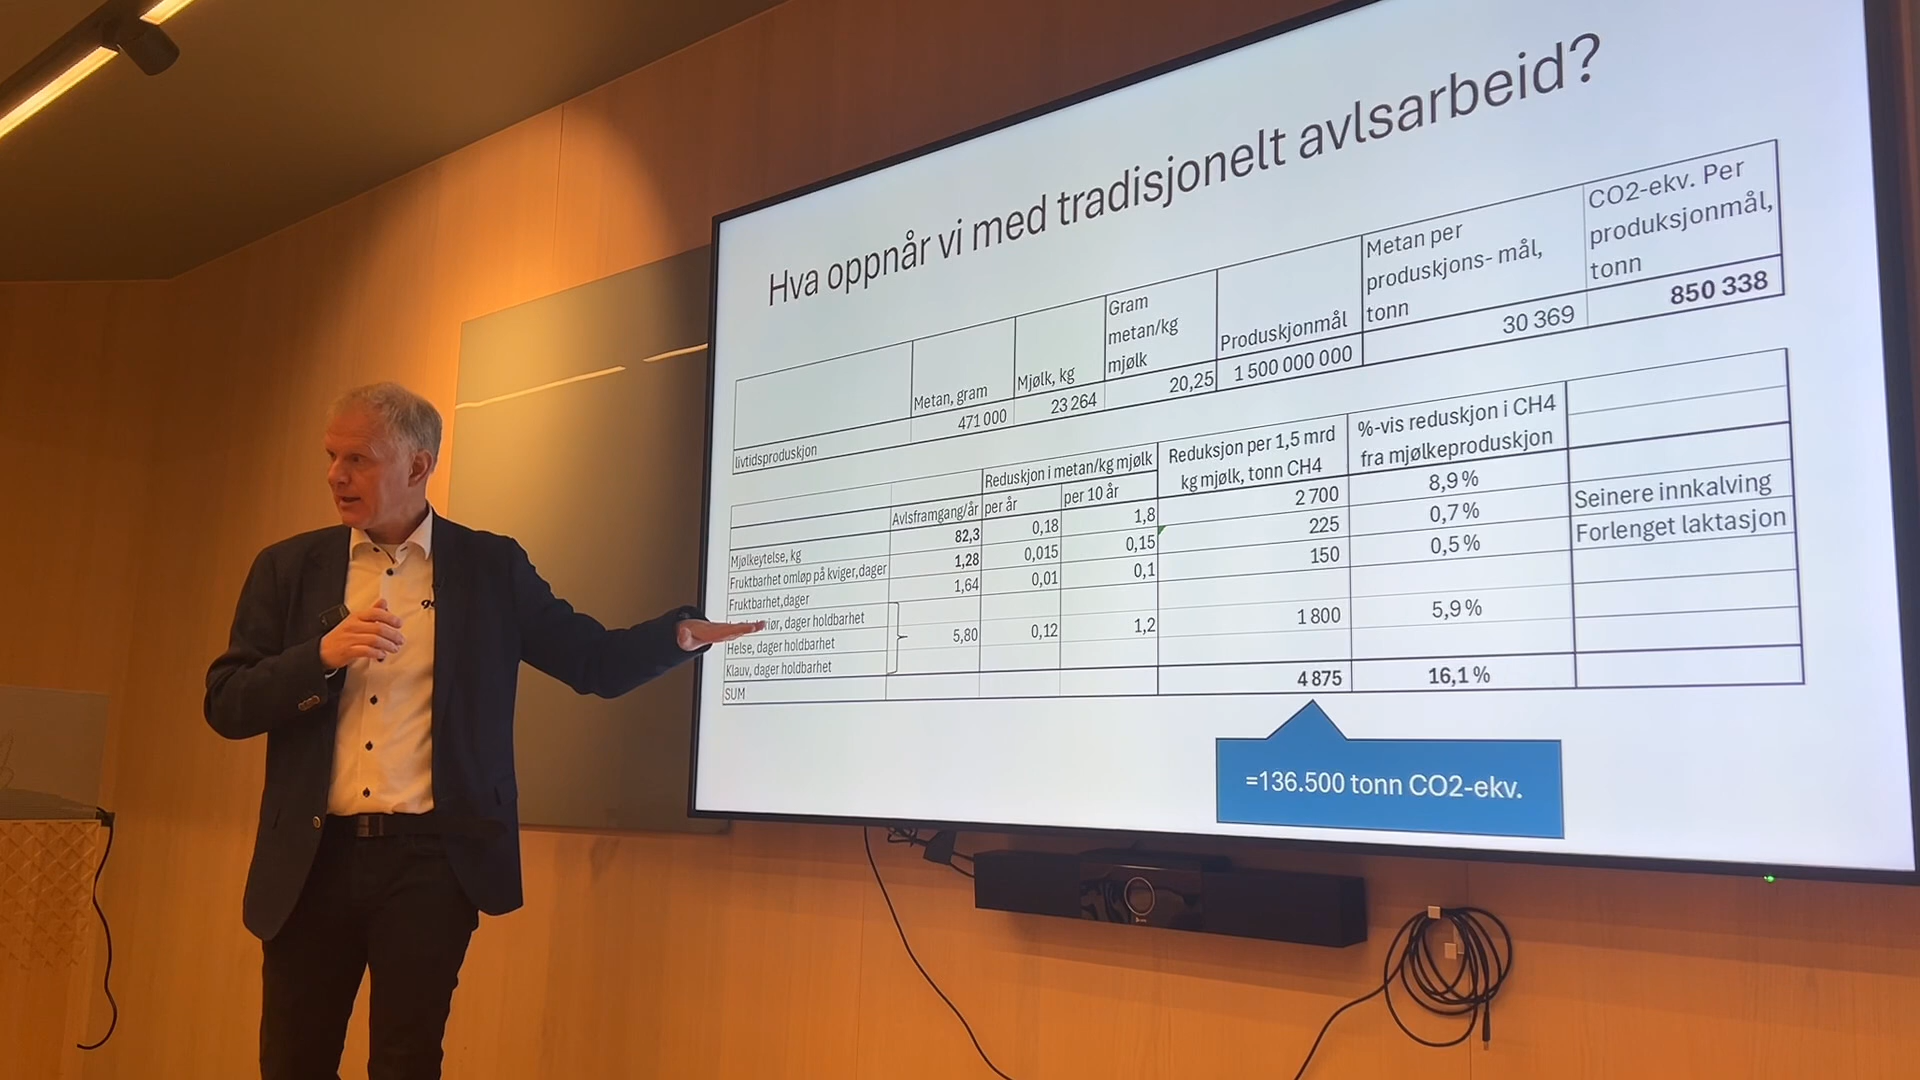 Hva oppnår vi med tradisjonelt avlsarbeid?
Metan, gram
Mjølk, kg
Gram
metan/kg
mjølk
Produskjonmål
Metan per
produskjons- mål,
tonn
CO2-ekv. Per
produksjonmål,
tonn
livtidsproduskjon 471 000 23 264 20,25 1 500 000 000 30 369 850 338
Avlsframgang/år
Reduskjon i metan/kg mjølk
per år per 10 år
Reduksjon per 1,5 mrd
kg mjølk, tonn CH4
%-vis reduskjon i CH4
fra mjølkeproduskjon
Mjølkeytelse, kg 82,3 0,18 1,8 2 700 8,9 %
Fruktbarhet omløp på kviger,dager 1,28 0,015 0,15 225 0,7 % Seinere innkalving
Fruktbarhet,dager 1,64 0,01 0,1 150 0,5 % Forlenget laktasjon
dager holdbarhet
Helse, dager holdbarhet 5,80 0,12 1,2 1 800 5,9 %
Klauv, dager holdbarhet
SUM 4 875 16,1 %
=136.500 tonn CO2-ekv.